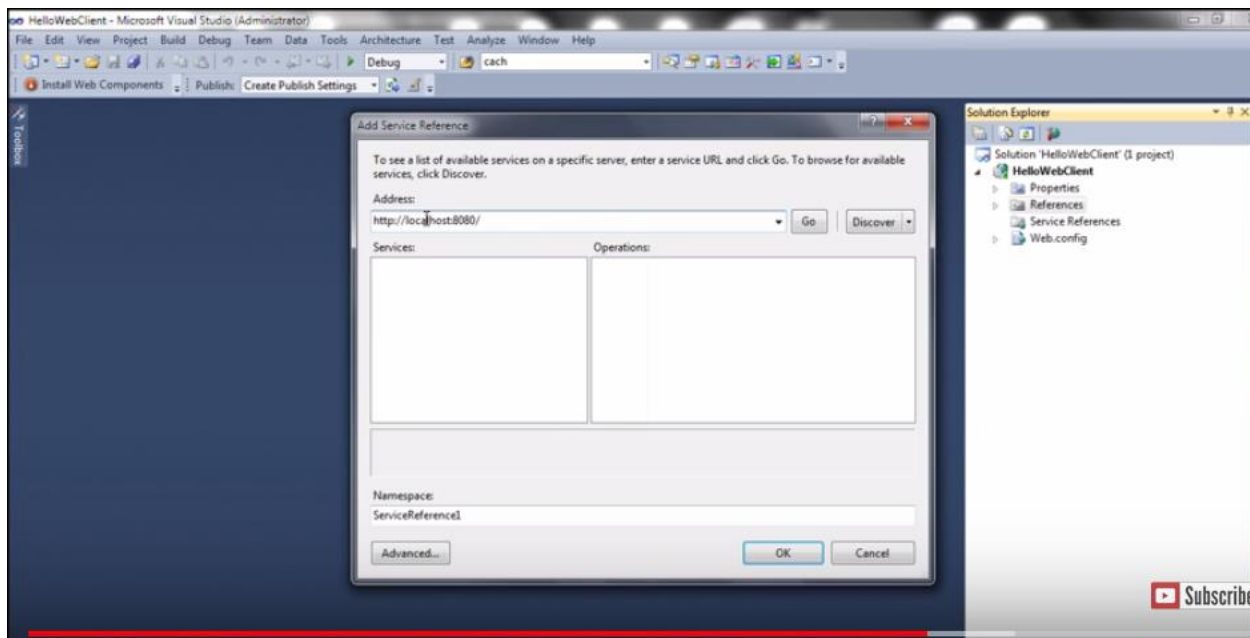 HelloWebClient - Microsoft Visual Studio (Administrator)
File Edit View Project Build Debug Team Data Tools Architecture Test Analyze Window Help
Debug cach
Install Web Components Publish: Create Publish Settings
Toolbox
Add Service Reference
To see a list of available services on a specific server, enter a service URL and click Go. To browse for available
services, click Discover.
Address:
http://localhost:8080/ Go Discover
Services: Operations:
Namespace:
ServiceReference1
Advanced... OK Cancel
Solution Explorer
Solution 'HelloWebClient' (1 project)
HelloWebClient
Properties
References
Service References
Web.config
Subscribe